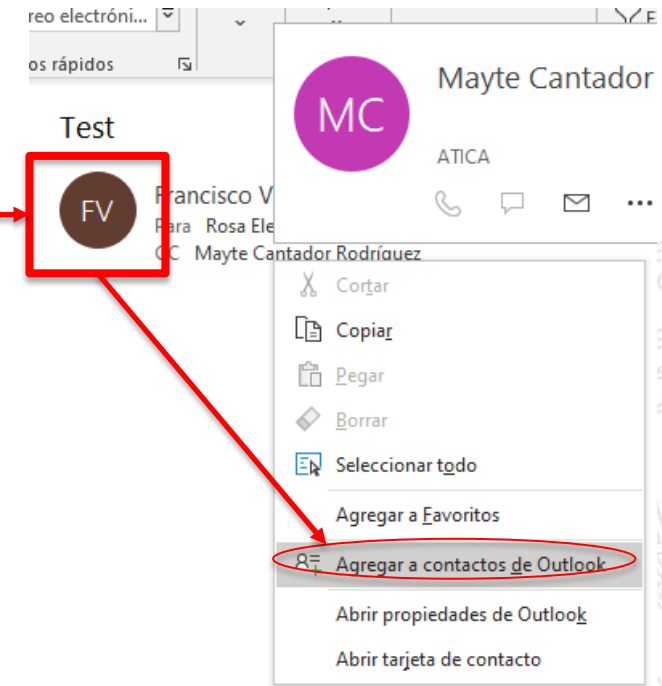 reo electróni...
os rápidos
Mayte Cantador
MC
ATICA
Test
FV
Francisco V
Para Rosa Ele
CC Mayte Cantador Rodríguez
Cortar
Copiar
Pegar
Borrar
Seleccionar todo
Agregar a Favoritos
Agregar a contactos de Outlook
Abrir propiedades de Outlook
Abrir tarjeta de contacto